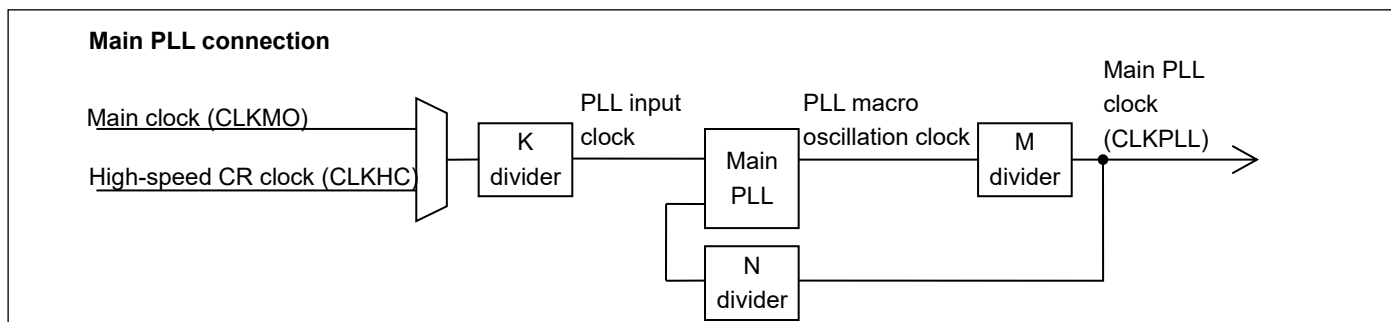 Main PLL connection
Main clock (CLKMO)
High-speed CR clock (CLKHC)
K
divider
PLL input
clock
Main
PLL
PLL macro
oscillation clock
M
divider
Main PLL
clock
(CLKPLL)
N
divider